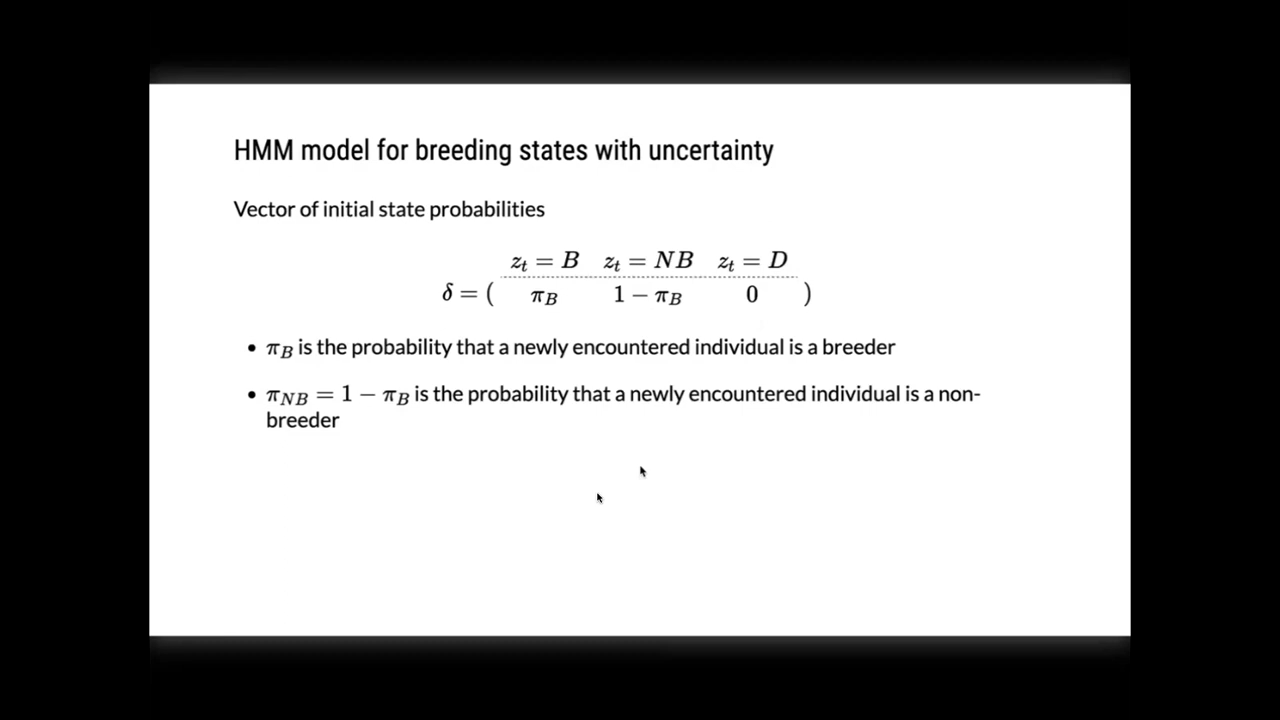 HMM model for breeding states with uncertainty
Vector of initial state probabilities
z_t = B z_t = NB z_t = D
δ = ( π_B 1 − π_B 0 )
• π_B is the probability that a newly encountered individual is a breeder
• π_NB = 1 − π_B is the probability that a newly encountered individual is a non-
breeder